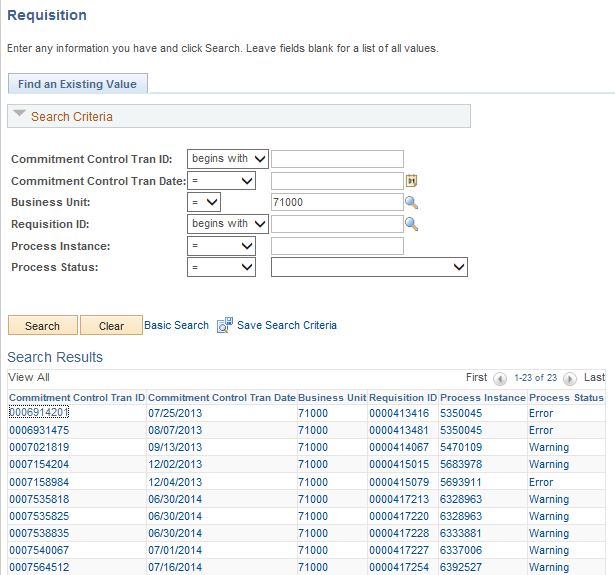 Requisition
Enter any information you have and click Search. Leave fields blank for a list of all values.
Find an Existing Value
Search Criteria
Commitment Control Tran ID: begins with
Commitment Control Tran Date: =
Business Unit: = 71000
Requisition ID: begins with
Process Instance: =
Process Status: =
Search Clear Basic Search Save Search Criteria
Search Results
View All First 1-23 of 23 Last
Commitment Control Tran ID Commitment Control Tran Date Business Unit Requisition ID Process Instance Process Status
0006914201 07/25/2013 71000 0000413416 5350045 Error
0006931475 08/07/2013 71000 0000413481 5350045 Error
0007021819 09/13/2013 71000 0000414067 5470109 Warning
0007154204 12/02/2013 71000 0000415015 5683978 Warning
0007158984 12/04/2013 71000 0000415079 5693911 Error
0007535818 06/30/2014 71000 0000417213 6328963 Warning
0007535825 06/30/2014 71000 0000417220 6328963 Warning
0007538835 06/30/2014 71000 0000417228 6333881 Warning
0007540067 07/01/2014 71000 0000417227 6337006 Warning
0007564512 07/16/2014 71000 0000417254 6392527 Warning